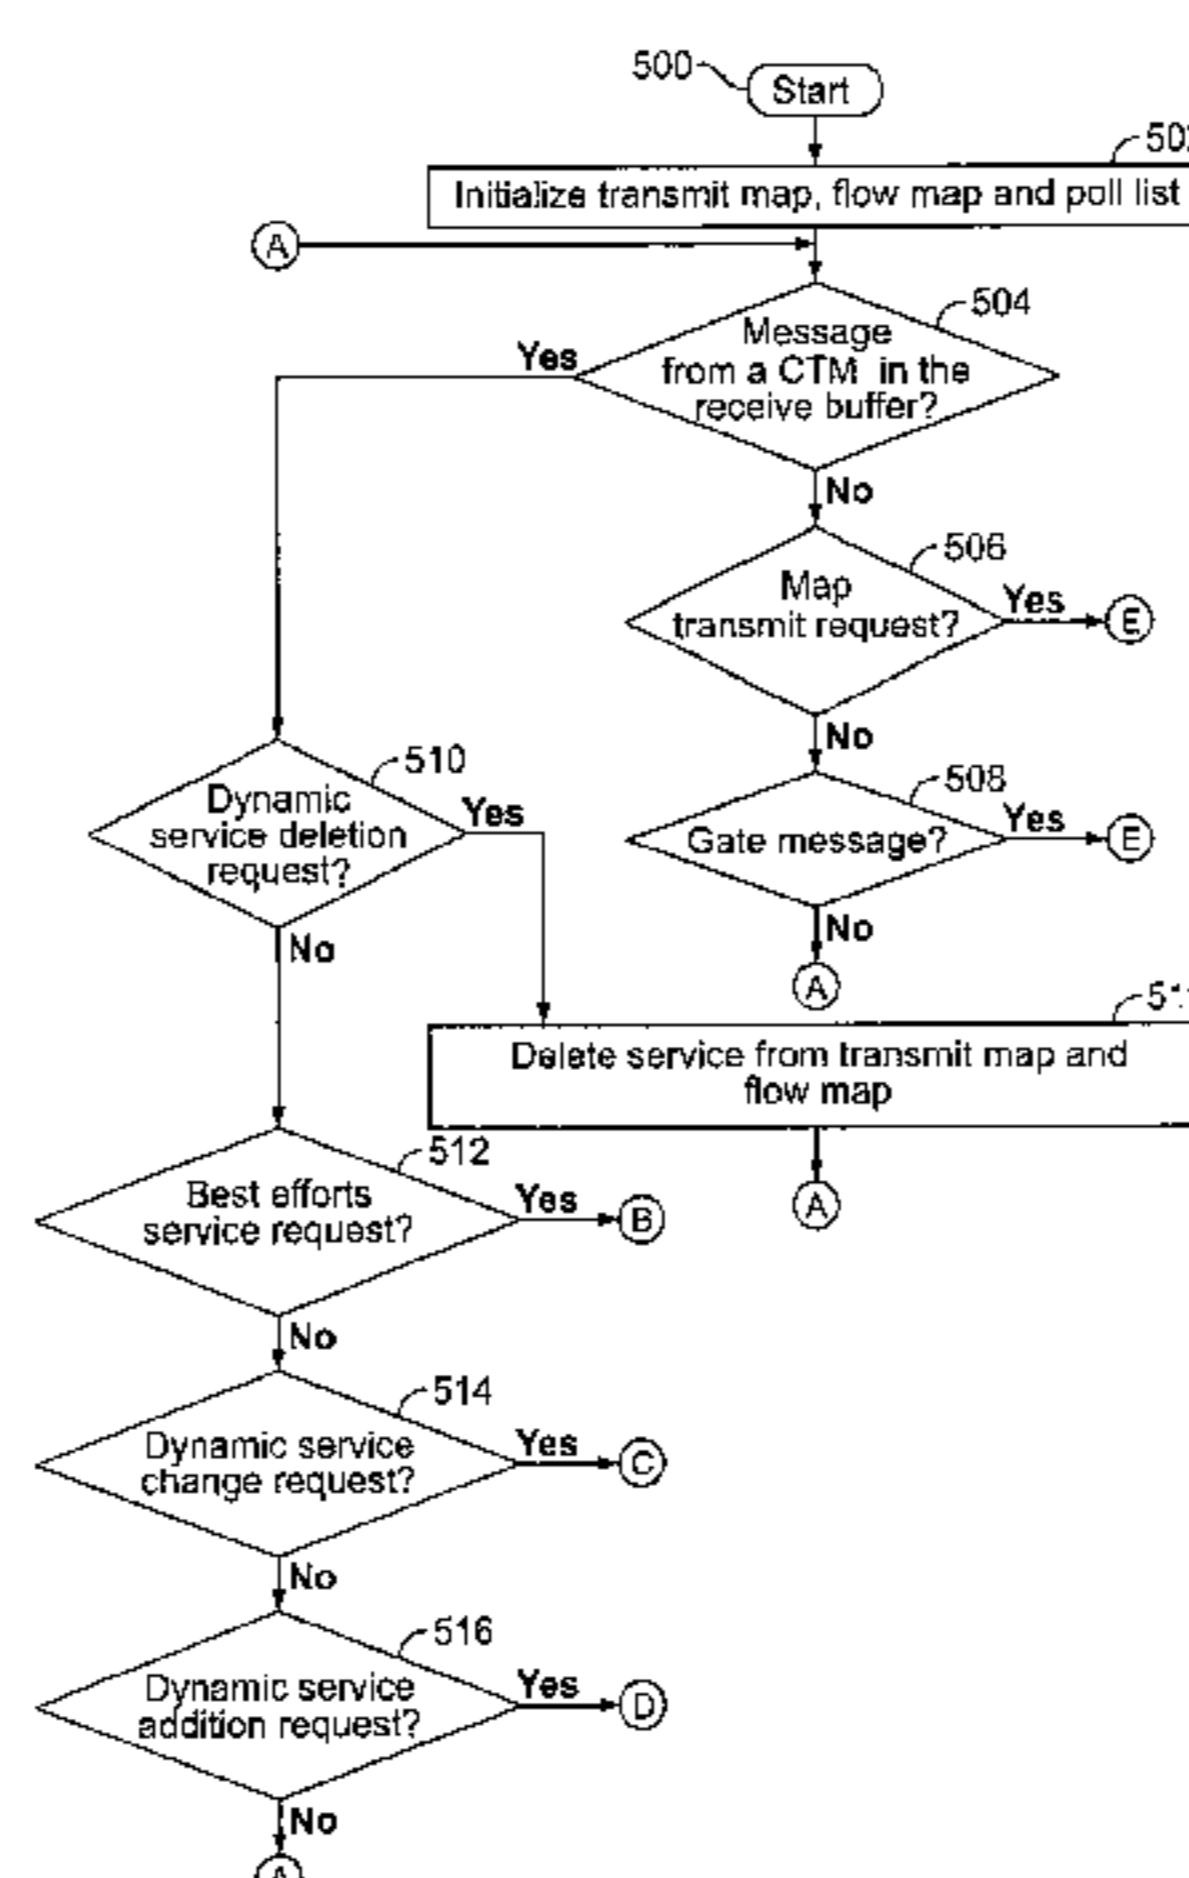 500
Start
Initialize transmit map, flow map and poll list
A
504
Message
from a CTM in the
receive buffer?
Yes
No
506
Map
transmit request?
Yes
E
No
508
Gate message?
Yes
E
No
A
510
Dynamic
service deletion
request?
Yes
No
Delete service from transmit map and
flow map
A
512
Best efforts
service request?
Yes
B
No
514
Dynamic service
change request?
Yes
C
No
516
Dynamic service
addition request?
Yes
D
No
A